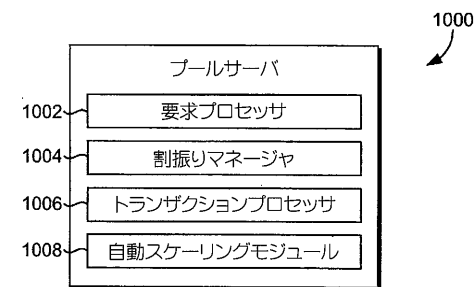 1000
プールサーバ
1002 要求プロセッサ
1004 割振りマネージャ
1006 トランザクションプロセッサ
1008 自動スケーリングモジュール